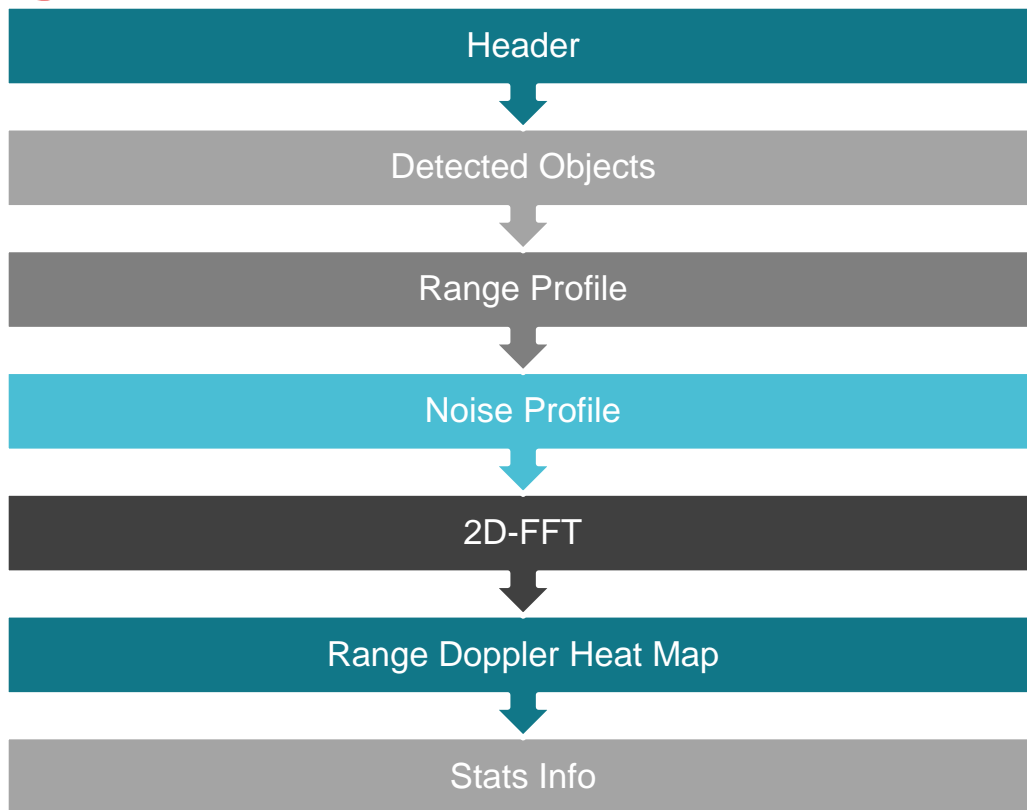 Header
Detected Objects
Range Profile
Noise Profile
2D-FFT
Range Doppler Heat Map
Stats Info